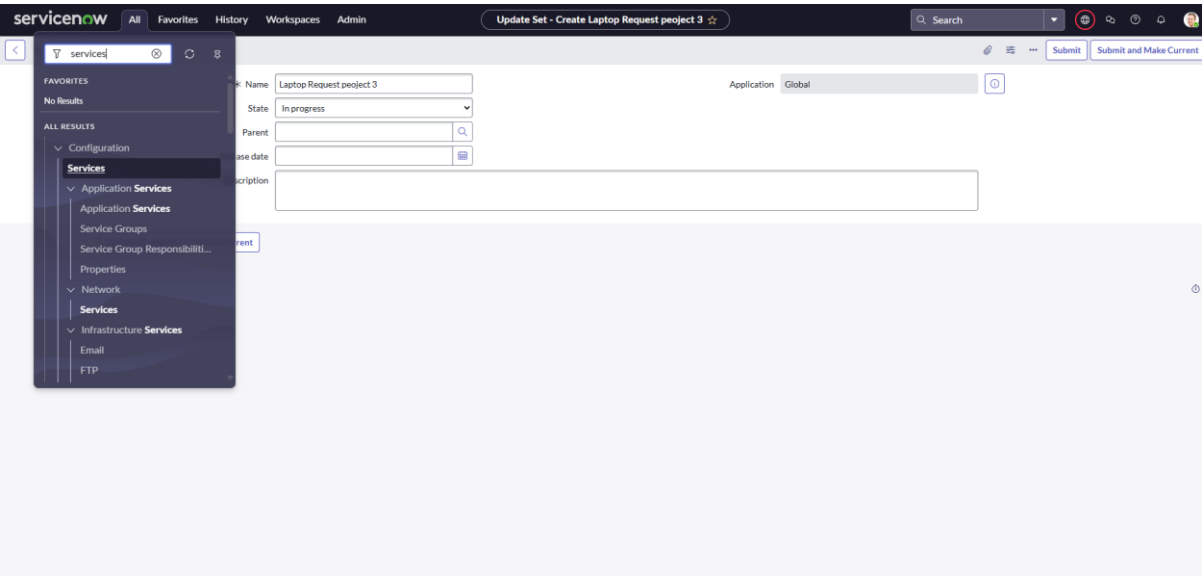 servicenow All Favorites History Workspaces Admin Update Set - Create Laptop Request peoject 3 Search
services Submit Submit and Make Current
FAVORITES
No Results
ALL RESULTS
Configuration
Services
Application Services
Application Services
Service Groups
Service Group Responsibiliti...
Properties
Network
Services
Infrastructure Services
Email
FTP
Name Laptop Request peoject 3 Application Global
State In progress
Parent
ase date
scription
rent